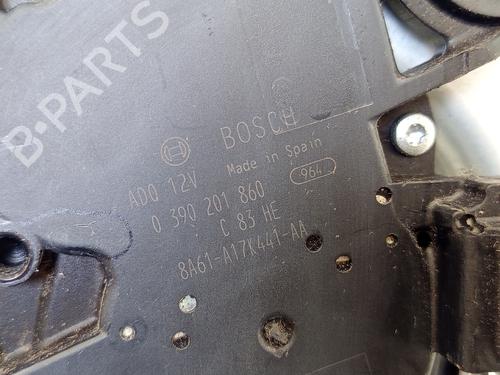 B-PARTS
BOSCH
ADO 12V Made in Spain 964
0 390 201 860
C 83 HE
8A61-A17K441-AA